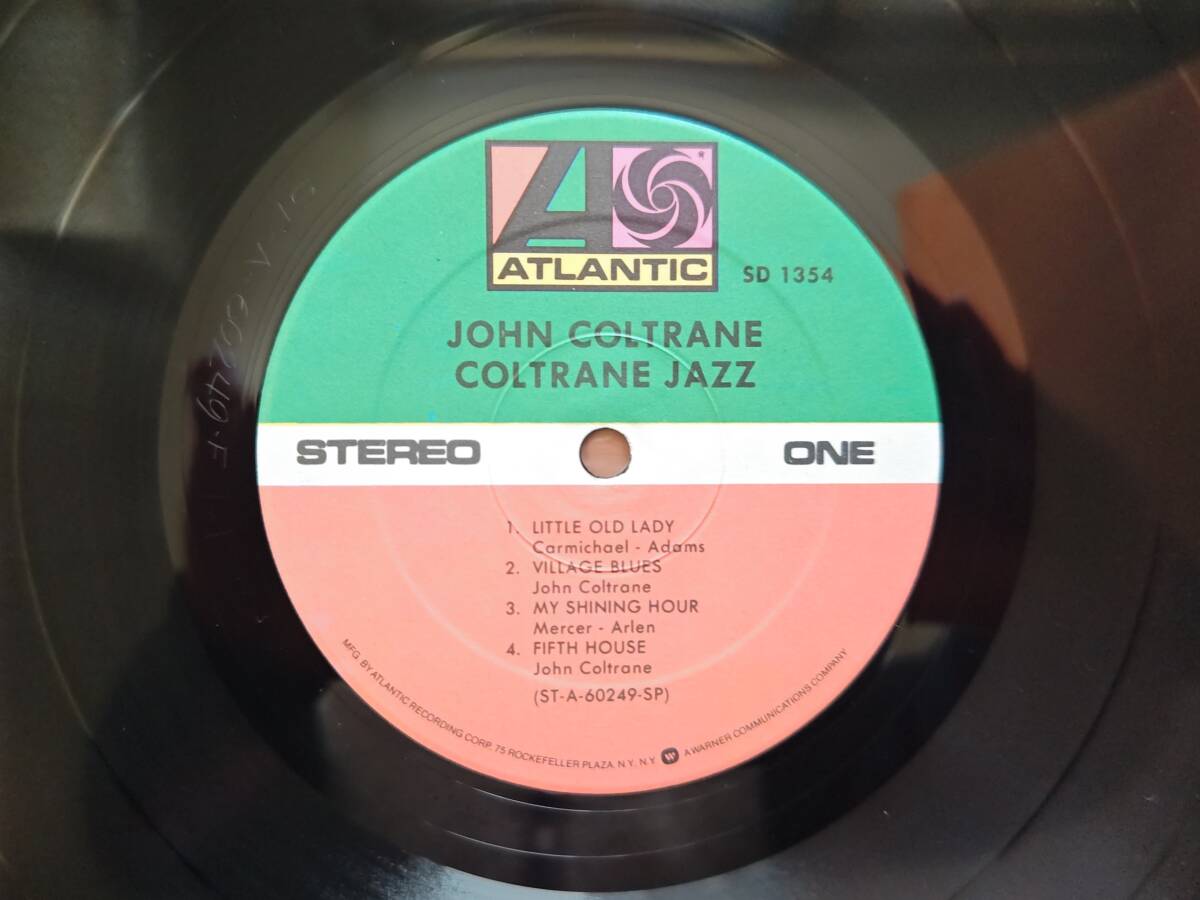 ATLANTIC
SD 1354
JOHN COLTRANE
COLTRANE JAZZ
STEREO ONE
1. LITTLE OLD LADY
Carmichael - Adams
2. VILLAGE BLUES
John Coltrane
3. MY SHINING HOUR
Mercer - Arlen
4. FIFTH HOUSE
John Coltrane
(ST-A-60249-SP)
MFG. BY ATLANTIC RECORDING CORP. 75 ROCKEFELLER PLAZA. N.Y. N.Y. A WARNER COMMUNICATIONS COMPANY